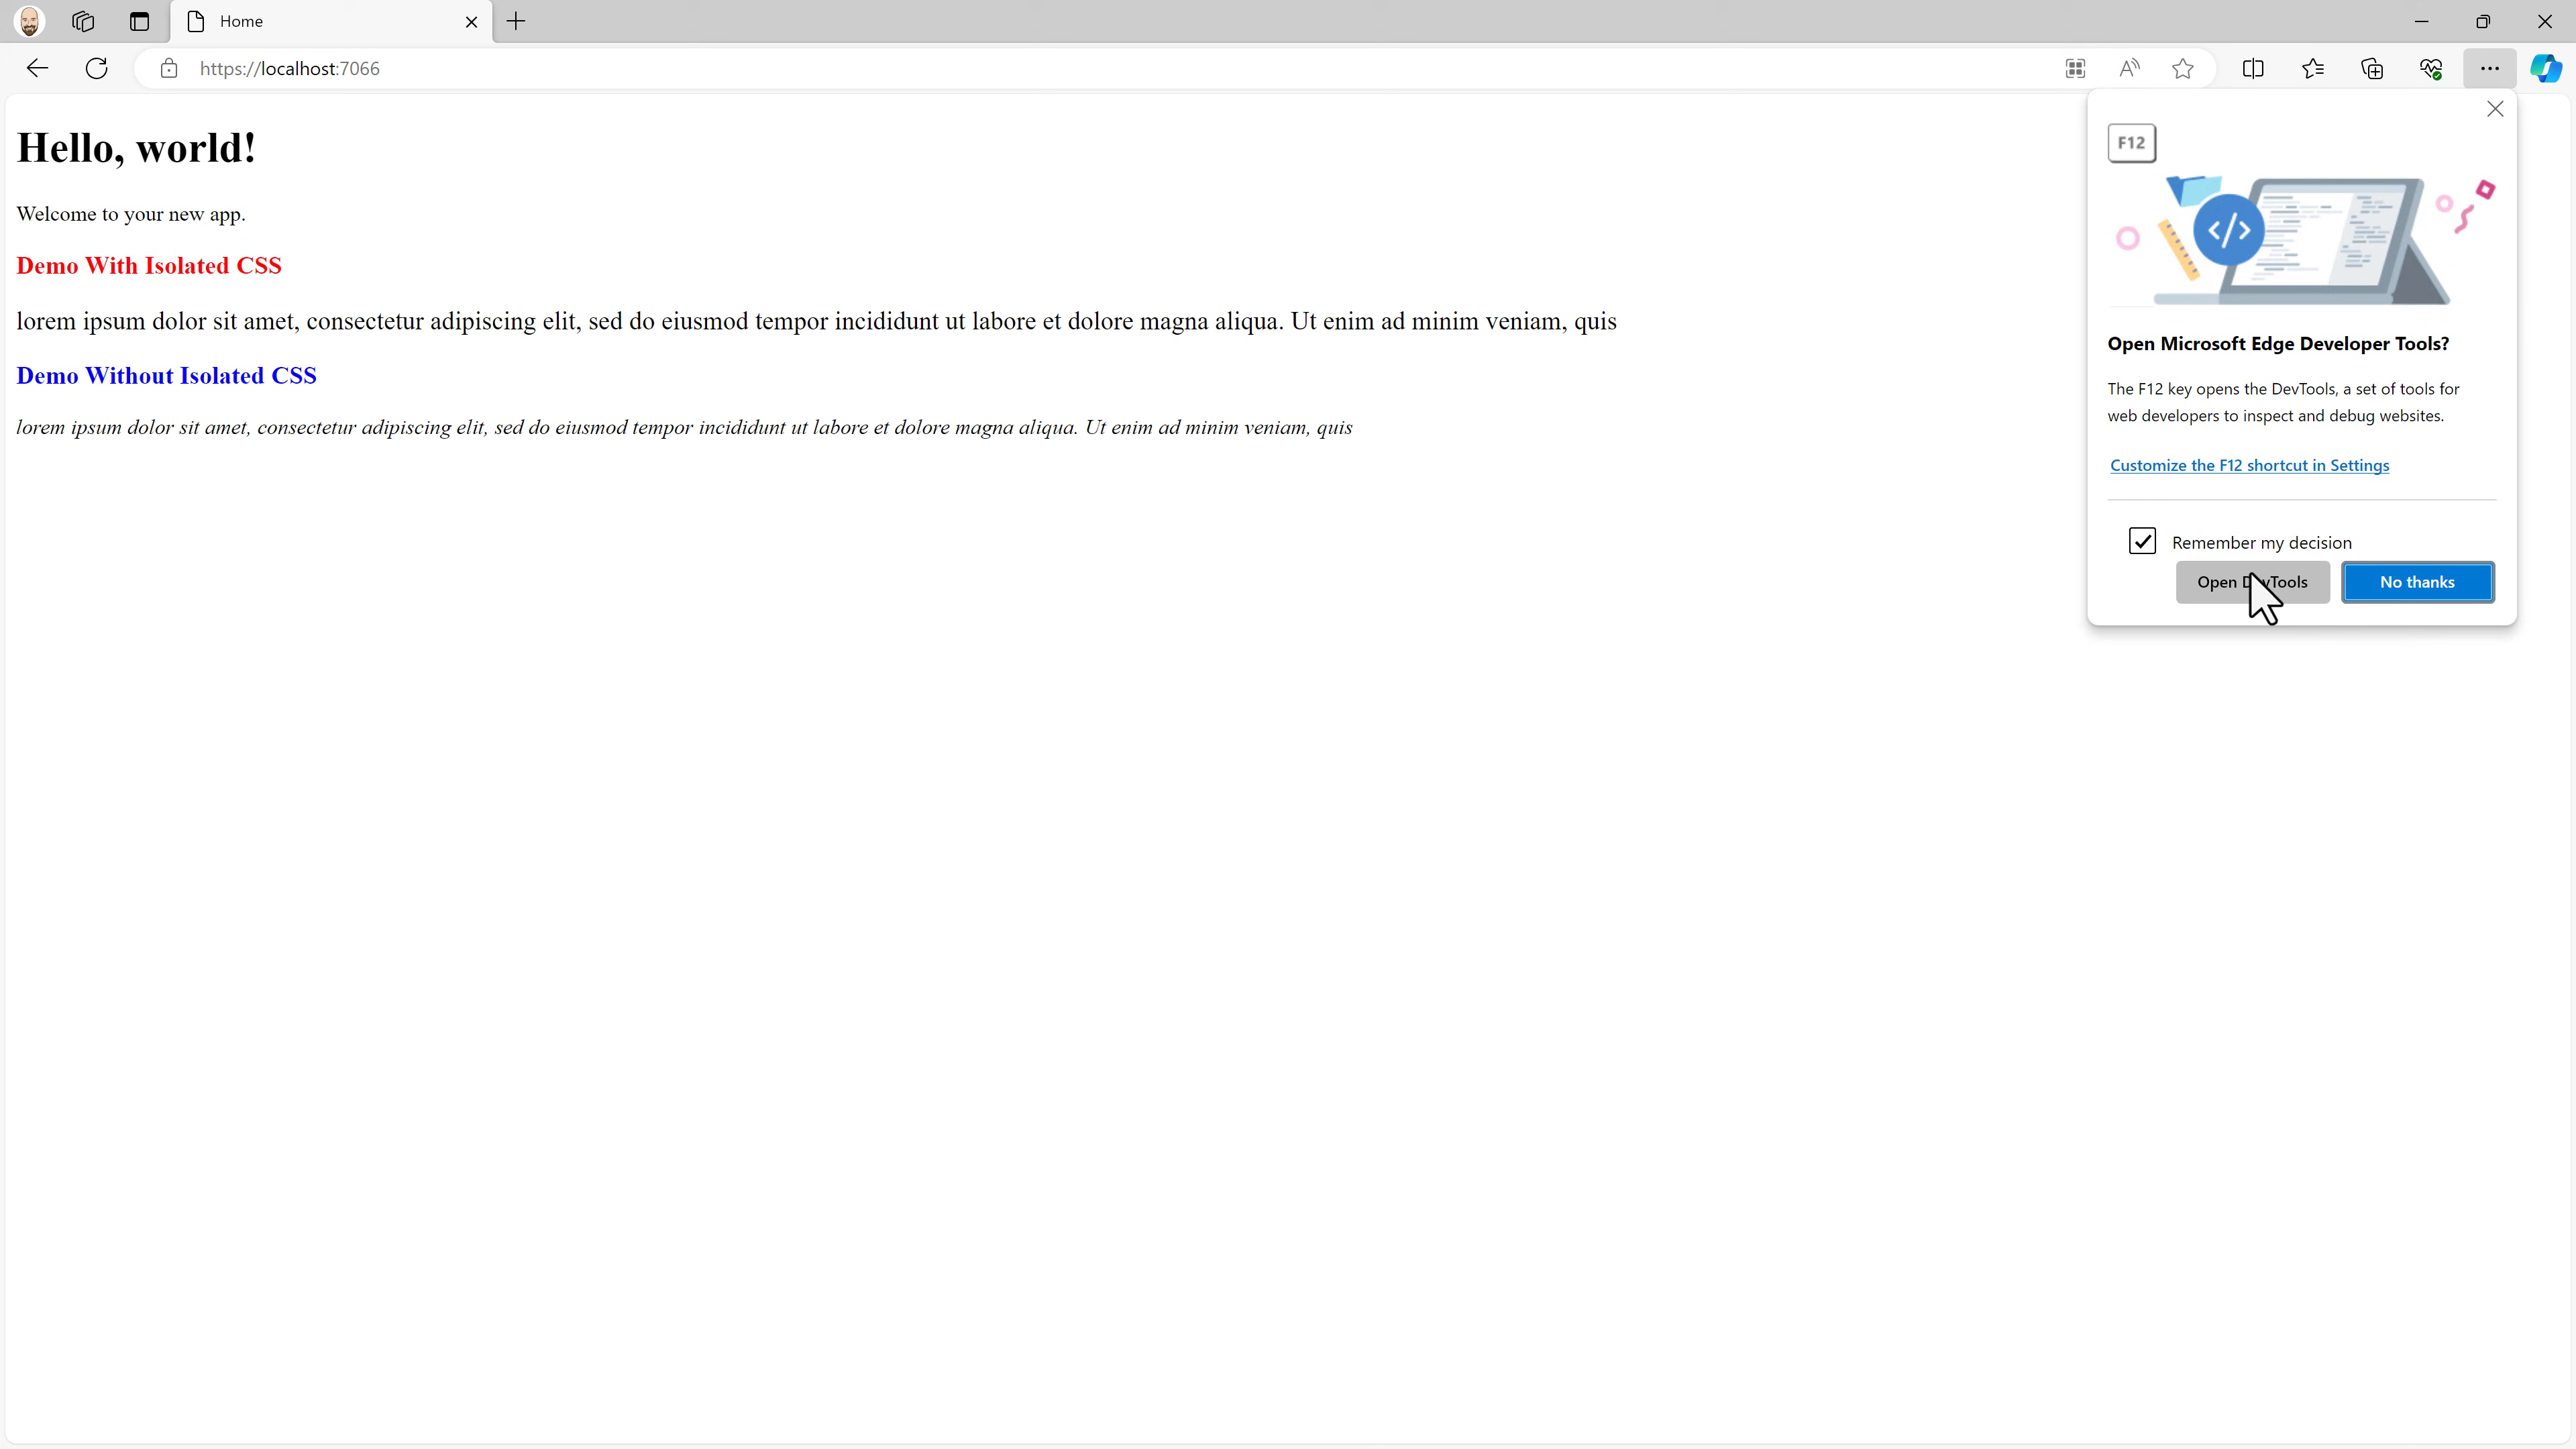 Home
https://localhost:7066
Hello, world!
Welcome to your new app.
Demo With Isolated CSS
lorem ipsum dolor sit amet, consectetur adipiscing elit, sed do eiusmod tempor incididunt ut labore et dolore magna aliqua. Ut enim ad minim veniam, quis
Demo Without Isolated CSS
lorem ipsum dolor sit amet, consectetur adipiscing elit, sed do eiusmod tempor incididunt ut labore et dolore magna aliqua. Ut enim ad minim veniam, quis
F12
Open Microsoft Edge Developer Tools?
The F12 key opens the DevTools, a set of tools for
web developers to inspect and debug websites.
Customize the F12 shortcut in Settings
Remember my decision
Open DevTools
No thanks